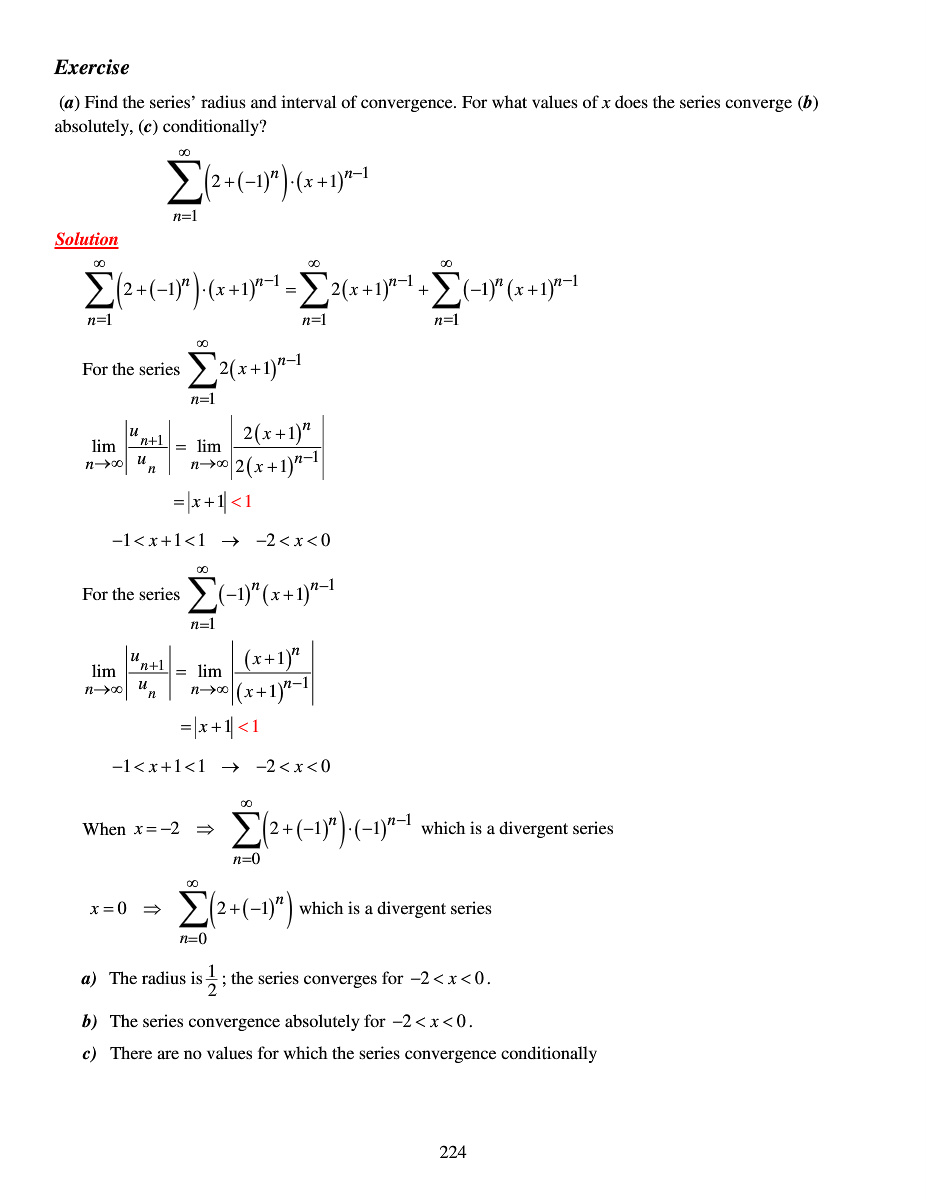 Exercise
(a) Find the series' radius and interval of convergence. For what values of x does the series converge (b)
absolutely, (c) conditionally?
$\sum_{n=1}^{\infty}\left(2+(-1)^n\right)\cdot(x+1)^{n-1}$
Solution
$\sum_{n=1}^{\infty}\left(2+(-1)^n\right)\cdot(x+1)^{n-1}=\sum_{n=1}^{\infty}2(x+1)^{n-1}+\sum_{n=1}^{\infty}(-1)^n(x+1)^{n-1}$
For the series $\sum_{n=1}^{\infty}2(x+1)^{n-1}$
$\lim_{n\to\infty}\left|\frac{u_{n+1}}{u_n}\right|=\lim_{n\to\infty}\left|\frac{2(x+1)^n}{2(x+1)^{n-1}}\right|$
$=|x+1|<1$
$-1<x+1<1 \;\to\; -2<x<0$
For the series $\sum_{n=1}^{\infty}(-1)^n(x+1)^{n-1}$
$\lim_{n\to\infty}\left|\frac{u_{n+1}}{u_n}\right|=\lim_{n\to\infty}\left|\frac{(x+1)^n}{(x+1)^{n-1}}\right|$
$=|x+1|<1$
$-1<x+1<1 \;\to\; -2<x<0$
When $x=-2 \;\Rightarrow\; \sum_{n=0}^{\infty}\left(2+(-1)^n\right)\cdot(-1)^{n-1}$ which is a divergent series
$x=0 \;\Rightarrow\; \sum_{n=0}^{\infty}\left(2+(-1)^n\right)$ which is a divergent series
a) The radius is $\frac{1}{2}$; the series converges for $-2<x<0$.
b) The series convergence absolutely for $-2<x<0$.
c) There are no values for which the series convergence conditionally
224